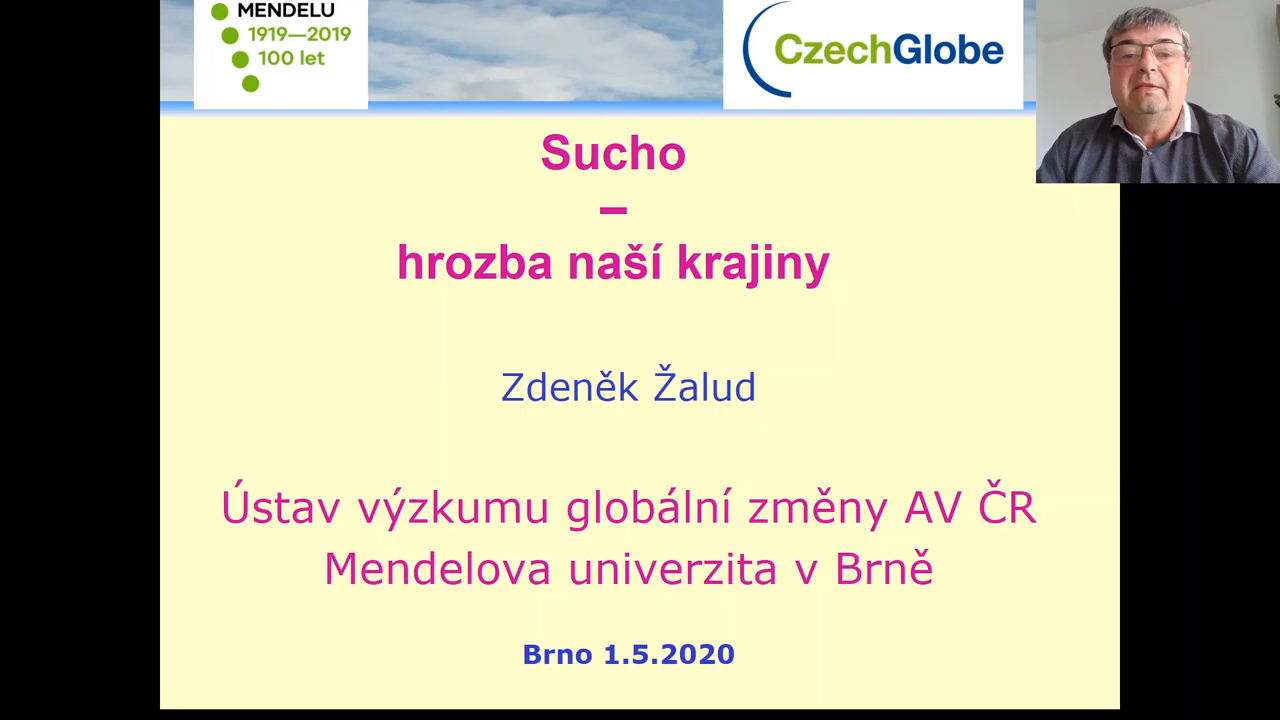 MENDELU
1919—2019
100 let
CzechGlobe
Sucho
–
hrozba naší krajiny
Zdeněk Žalud
Ústav výzkumu globální změny AV ČR
Mendelova univerzita v Brně
Brno 1.5.2020